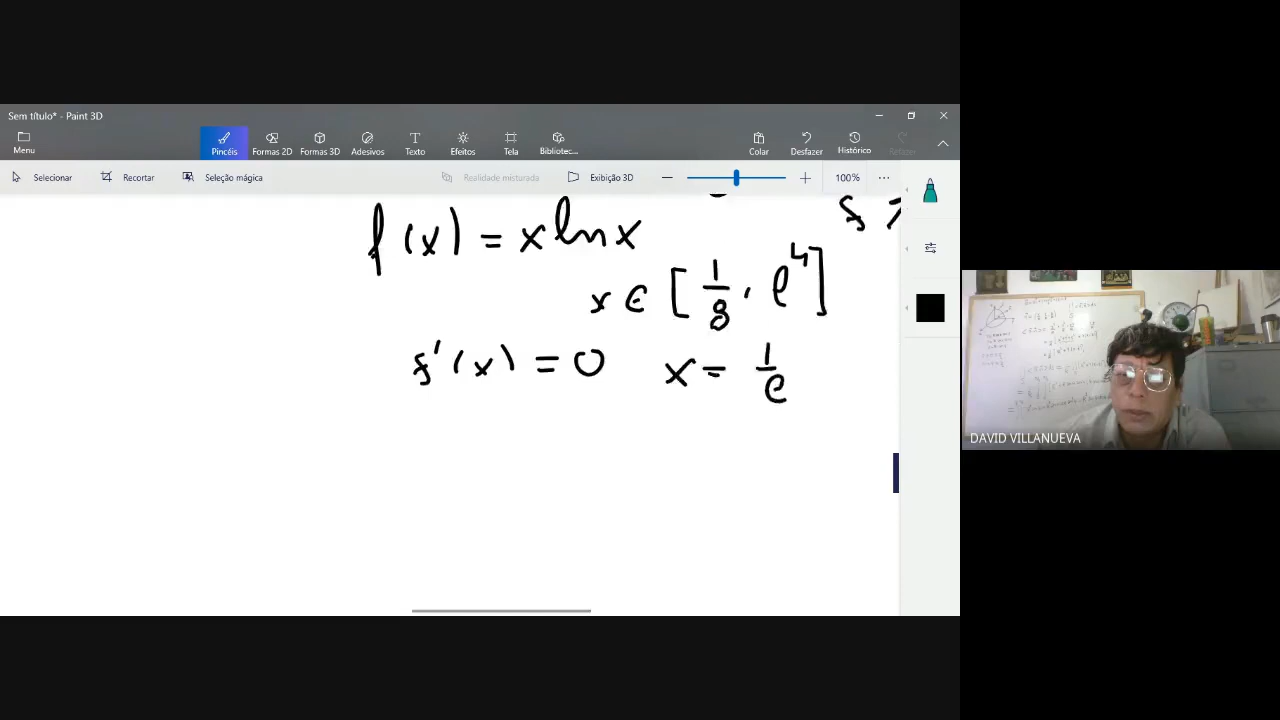 Sem título* - Paint 3D
Menu
Pincéis
Formas 2D
Formas 3D
Adesivos
Texto
Efeitos
Tela
Bibliotec...
Colar
Desfazer
Histórico
Refazer
Selecionar
Recortar
Seleção mágica
Realidade misturada
Exibição 3D
100%
f(x) = x ln x
x ∈ [1/8, e^4]
f'(x) = 0 x = 1/e
DAVID VILLANUEVA